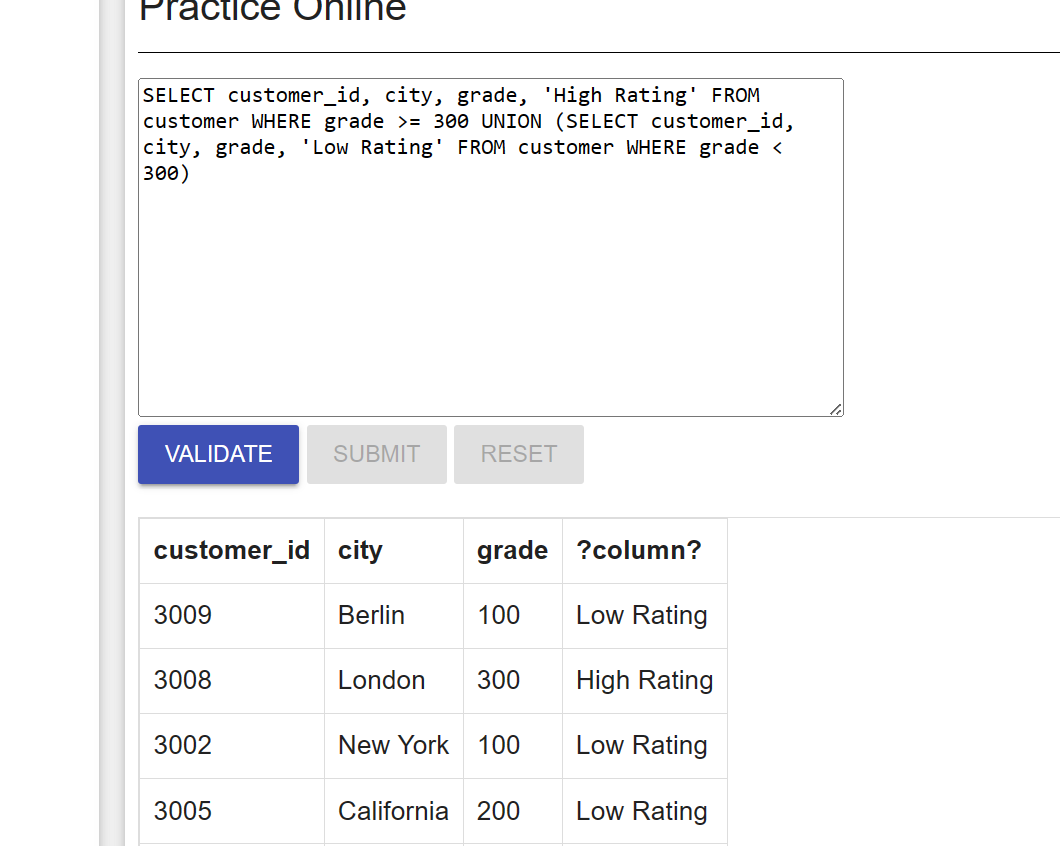 Practice Online
SELECT customer_id, city, grade, 'High Rating' FROM
customer WHERE grade >= 300 UNION (SELECT customer_id,
city, grade, 'Low Rating' FROM customer WHERE grade <
300)
VALIDATE SUBMIT RESET
customer_id city grade ?column?
3009 Berlin 100 Low Rating
3008 London 300 High Rating
3002 New York 100 Low Rating
3005 California 200 Low Rating